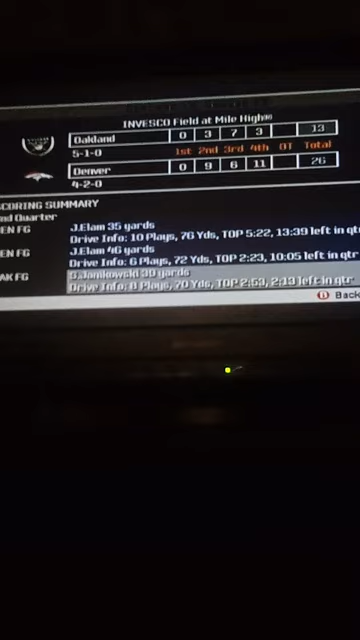 INVESCO Field at Mile High
Oakland 0 3 7 3 13
5-1-0 1st 2nd 3rd 4th OT Total
Denver 0 9 6 11 26
4-2-0
SCORING SUMMARY
nd Quarter
EN FG J.Elam 35 yards
Drive Info: 10 Plays, 76 Yds, TOP 5:22, 13:39 left in qtr
EN FG J.Elam 46 yards
Drive Info: 6 Plays, 72 Yds, TOP 2:23, 10:05 left in qtr
AK FG S.Janikowski 39 yards
Drive Info: 8 Plays, 70 Yds, TOP 2:53, 2:13 left in qtr
Back